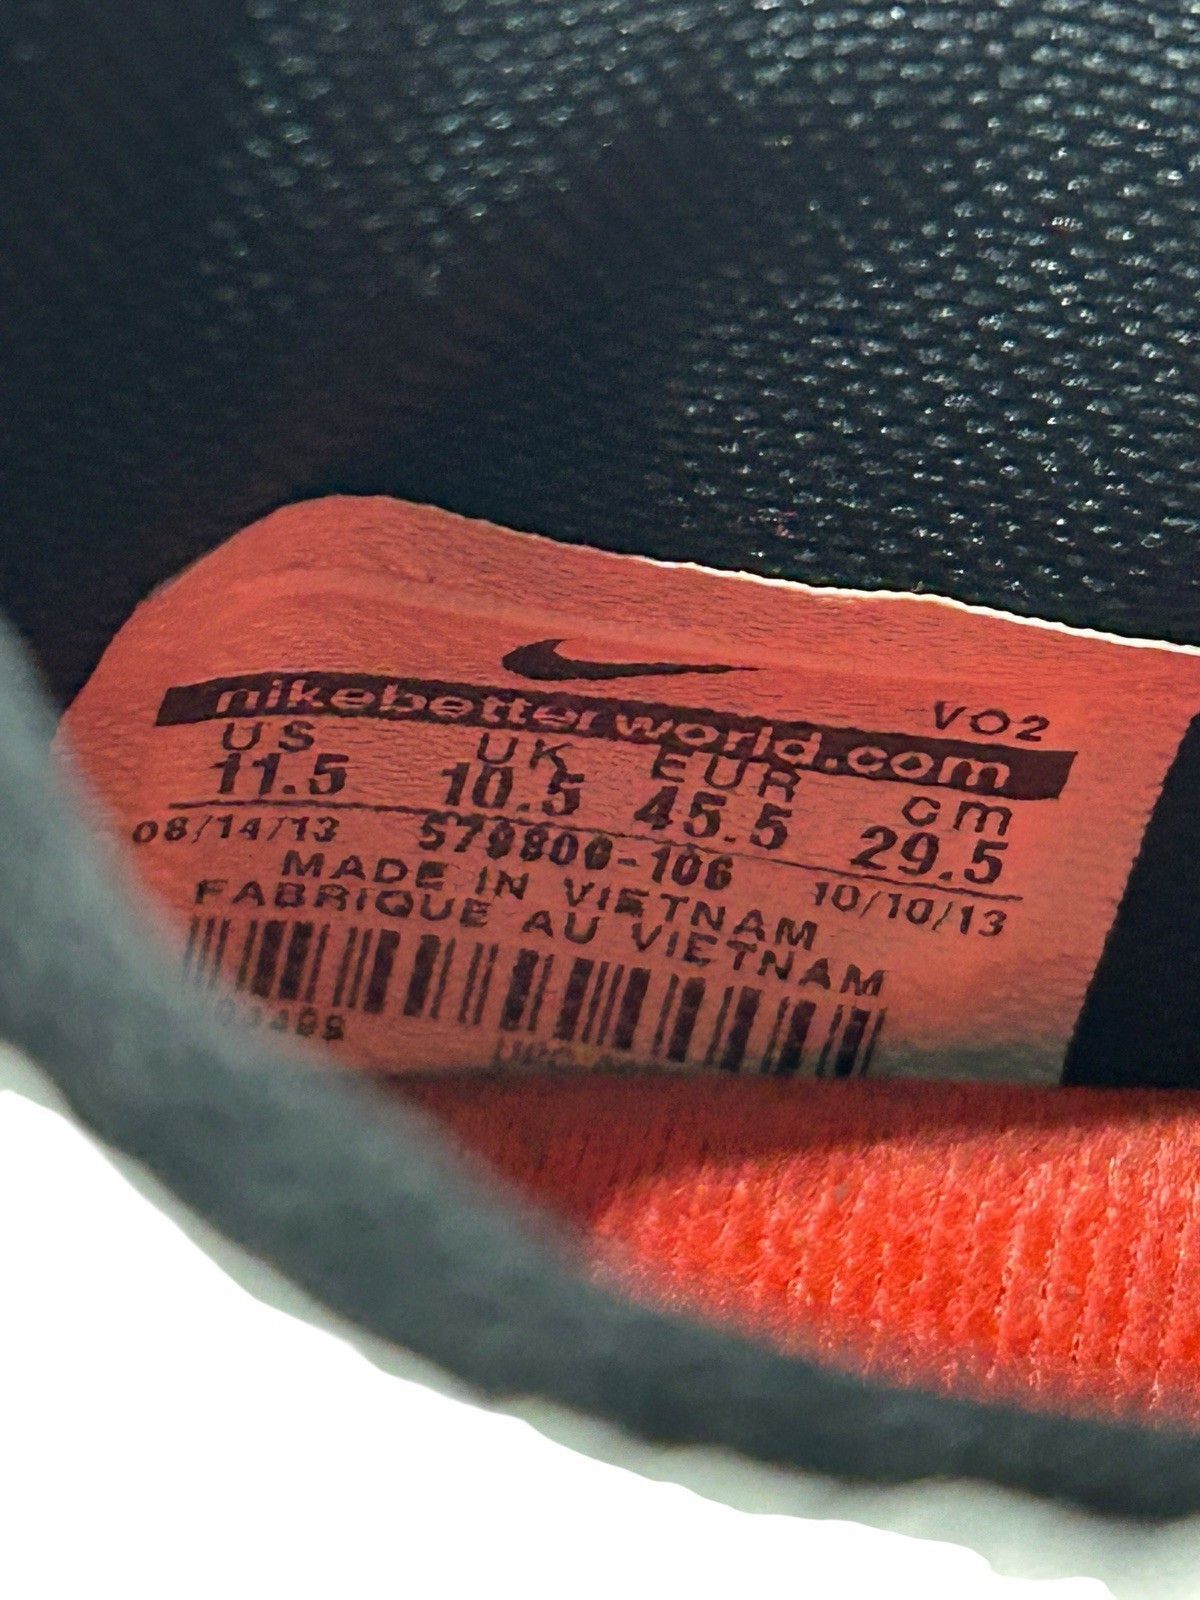 VO2
nikebetterworld.com
US UK EUR cm
11.5 10.5 45.5 29.5
08/14/13 579800-106 10/10/13
MADE IN VIETNAM
FABRIQUE AU VIETNAM